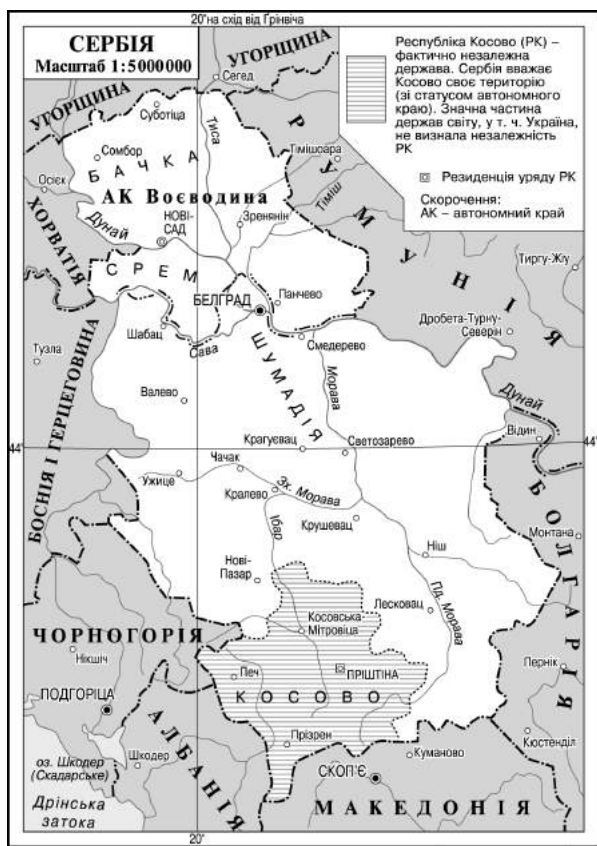 20° на схід від Ґрінвіча
СЕРБІЯ
Масштаб 1:5000000
УГОРЩИНА
Сегед
Республіка Косово (РК) –
фактично незалежна
держава. Сербія вважає
Косово своє територію
(зі статусом автономного
краю). Значна частина
держав світу, у т. ч. Україна,
не визнала незалежність
РК
Резиденція уряду РК
Скорочення:
АК – автономний край
УГОРЩИНА
Суботіца
Тиса
РУМУНІЯ
Сомбор
БАЧКА
Тімішоара
Осієк
АК Воєводина
Тіміш
ХОРВАТІЯ
Дунай
НОВІ-
САД
Зренянін
СРЕМ
Тиргу-Жіу
БЕЛГРАД
Панчево
Дробета-Турну-
Северін
Шабац
Сава
Смедерево
Тузла
ШУМАДІЯ
Морава
Дунай
Валево
БОСНІЯ І ГЕРЦЕГОВИНА
Відин
44°
Крагуєвац
Светозарево
44°
Ужице
Чачак
Кралево
Зх. Морава
БОЛГАРІЯ
Ібар
Крушевац
Монтана
Ніш
Нові-
Пазар
Пд. Морава
Лесковац
Косовська-
Мітровіца
ЧОРНОГОРІЯ
Нікшіч
Печ
ПРІШТІНА
Пернік
КОСОВО
ПОДГОРІЦА
АЛБАНІЯ
Прізрен
Кюстенділ
Куманово
оз. Шкодер
(Скадарське)
Шкодер
СКОП'Є
Дрінська
затока
МАКЕДОНІЯ
20°